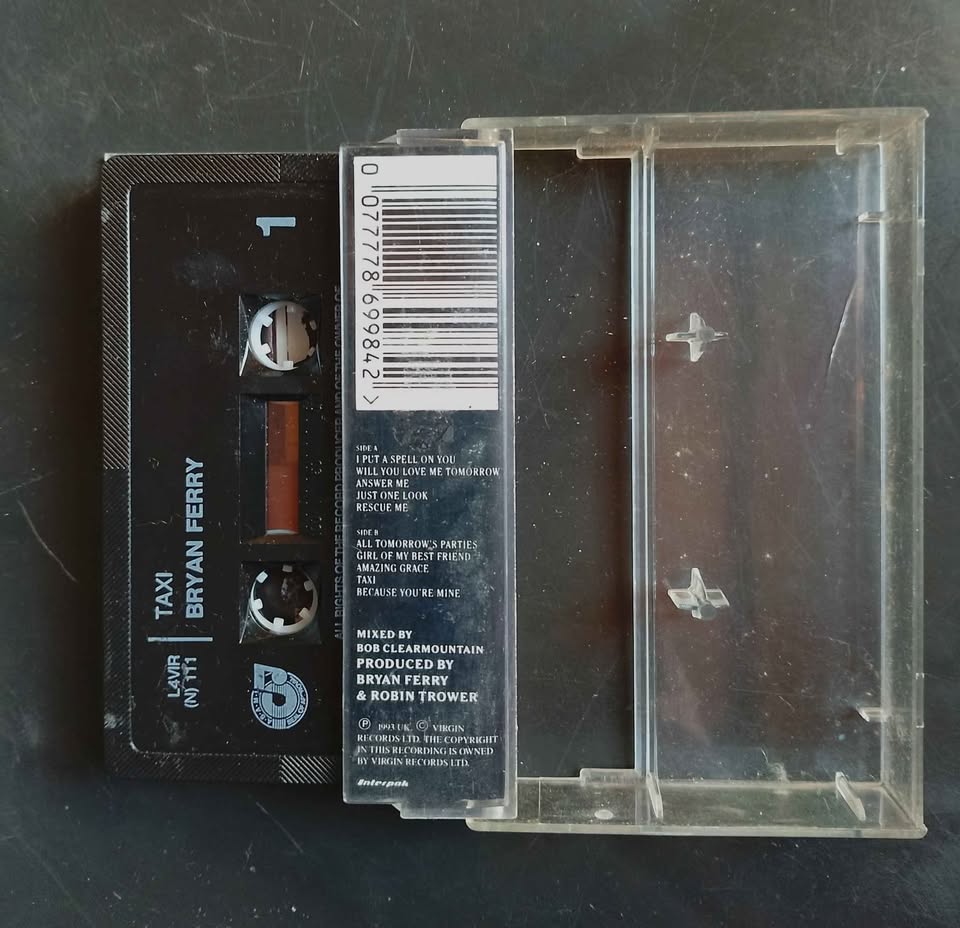 1
TAXI
BRYAN FERRY
L4VIR
(N) 1T1
ALL RIGHTS OF THE RECORD PRODUCER AND OF THE OWNER OF
0 077778 699842 >
SIDE A
I PUT A SPELL ON YOU
WILL YOU LOVE ME TOMORROW
ANSWER ME
JUST ONE LOOK
RESCUE ME
SIDE B
ALL TOMORROW'S PARTIES
GIRL OF MY BEST FRIEND
AMAZING GRACE
TAXI
BECAUSE YOU'RE MINE
MIXED BY
BOB CLEARMOUNTAIN
PRODUCED BY
BRYAN FERRY
& ROBIN TROWER
℗ 1993 UK. © VIRGIN
RECORDS LTD. THE COPYRIGHT
IN THIS RECORDING IS OWNED
BY VIRGIN RECORDS LTD.
Interpak